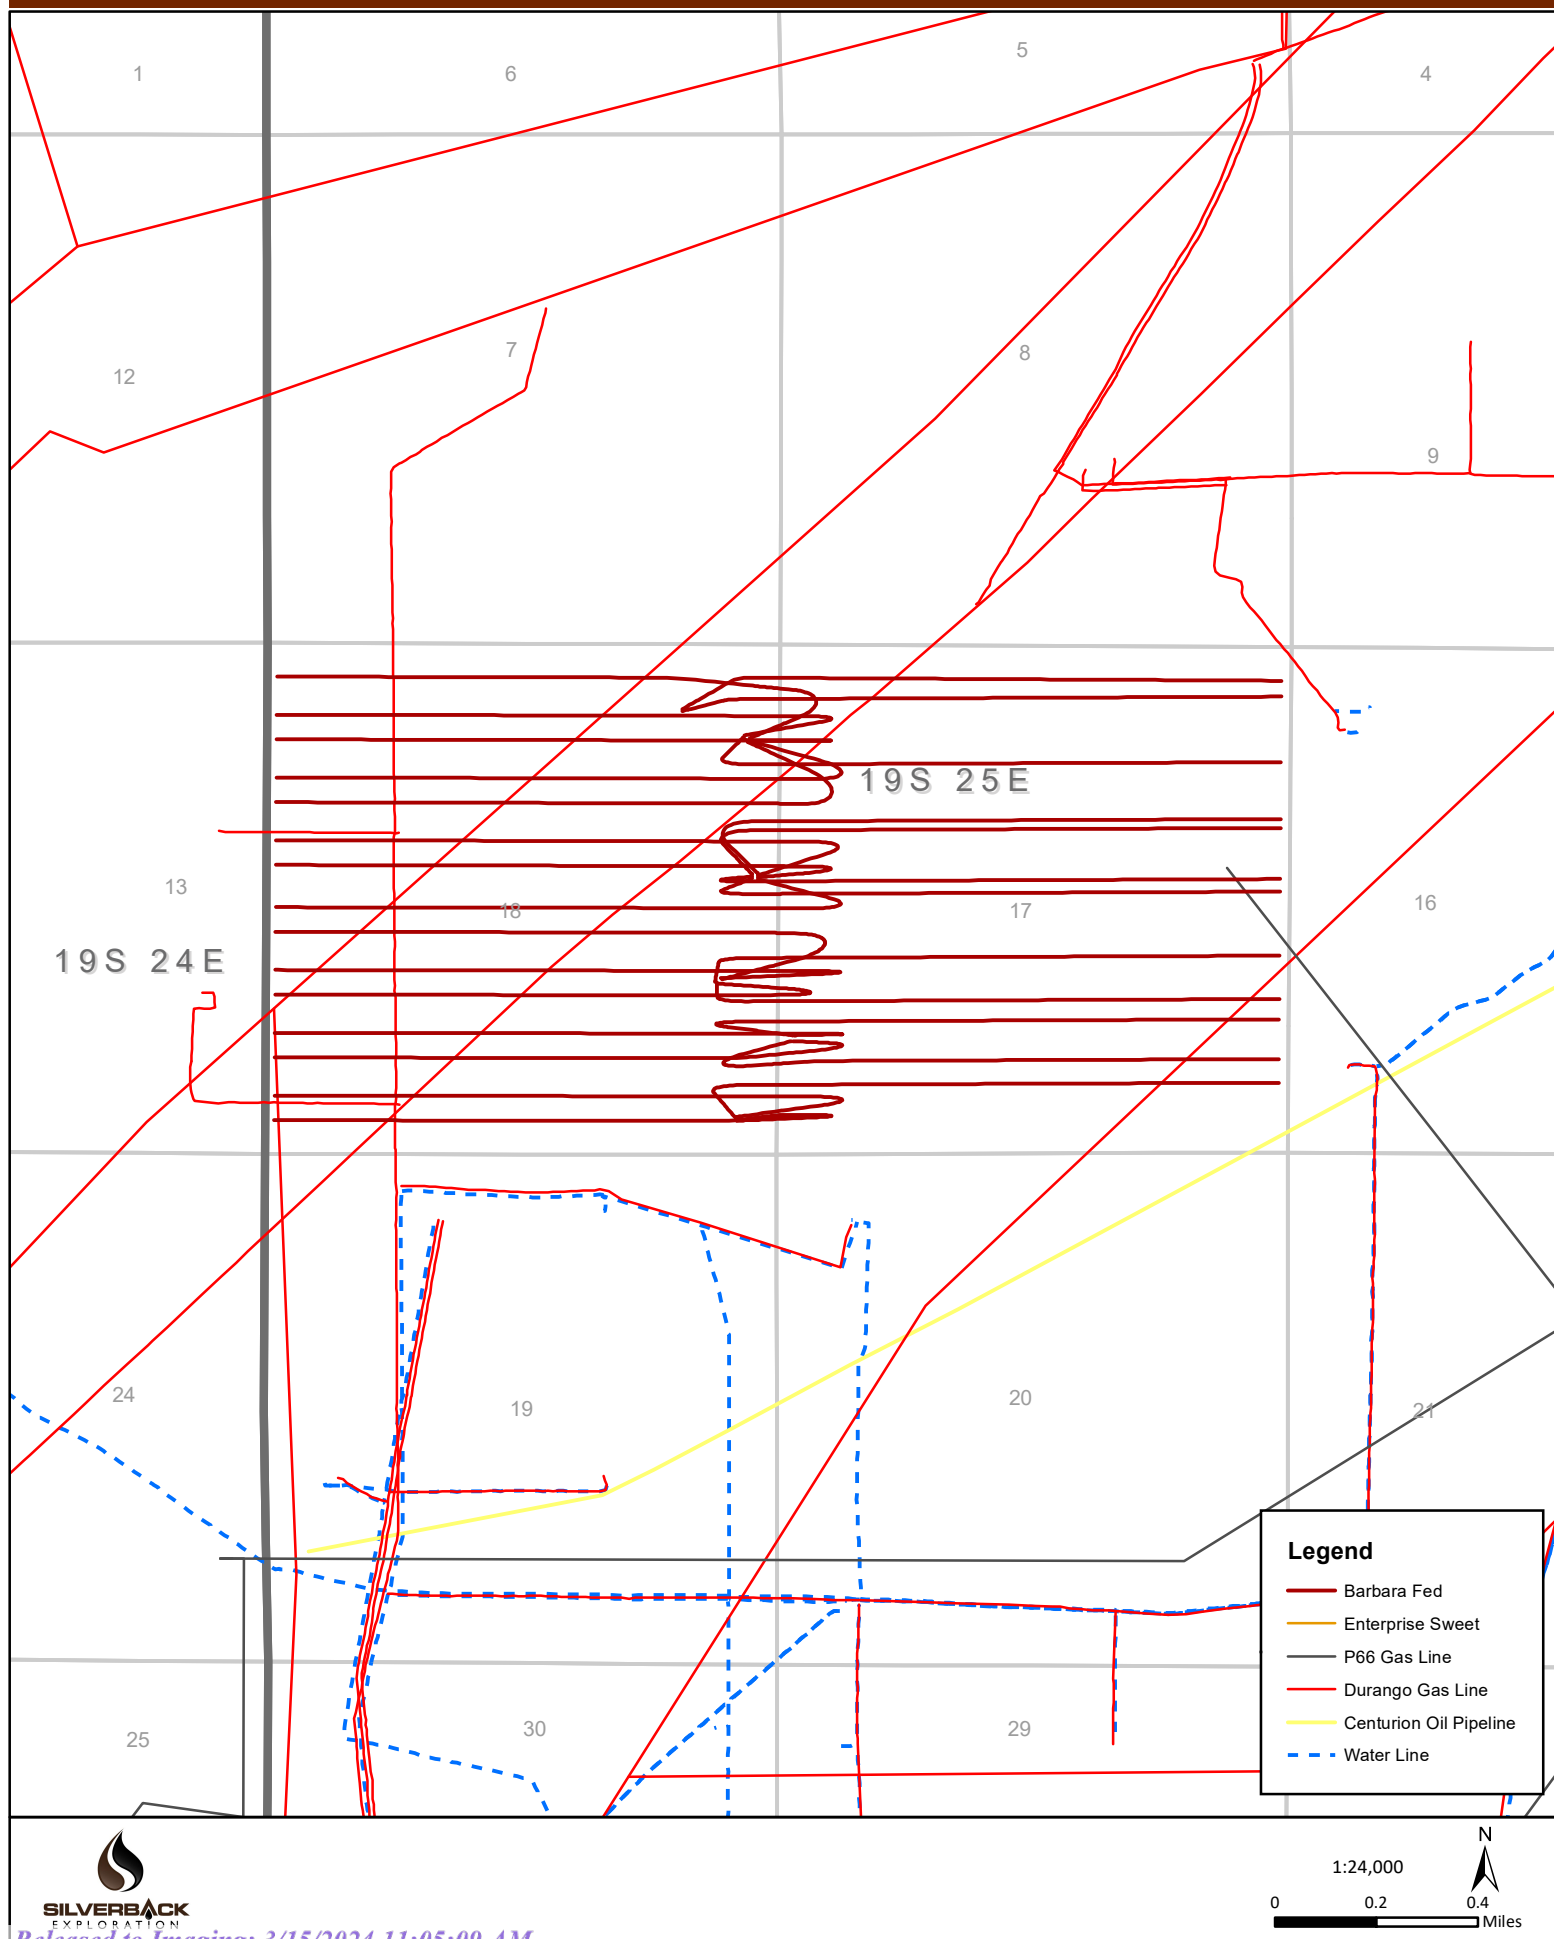 5
1
6
4
7
8
12
9
19S 25E
13
18
17
16
19S 24E
24
19
20
21
Legend
Barbara Fed
Enterprise Sweet
P66 Gas Line
Durango Gas Line
Centurion Oil Pipeline
Water Line
25
30
29
N
1:24,000
0 0.2 0.4
Miles
SILVERBACK
EXPLORATION
Released to Imaging: 3/15/2024 11:05:09 AM